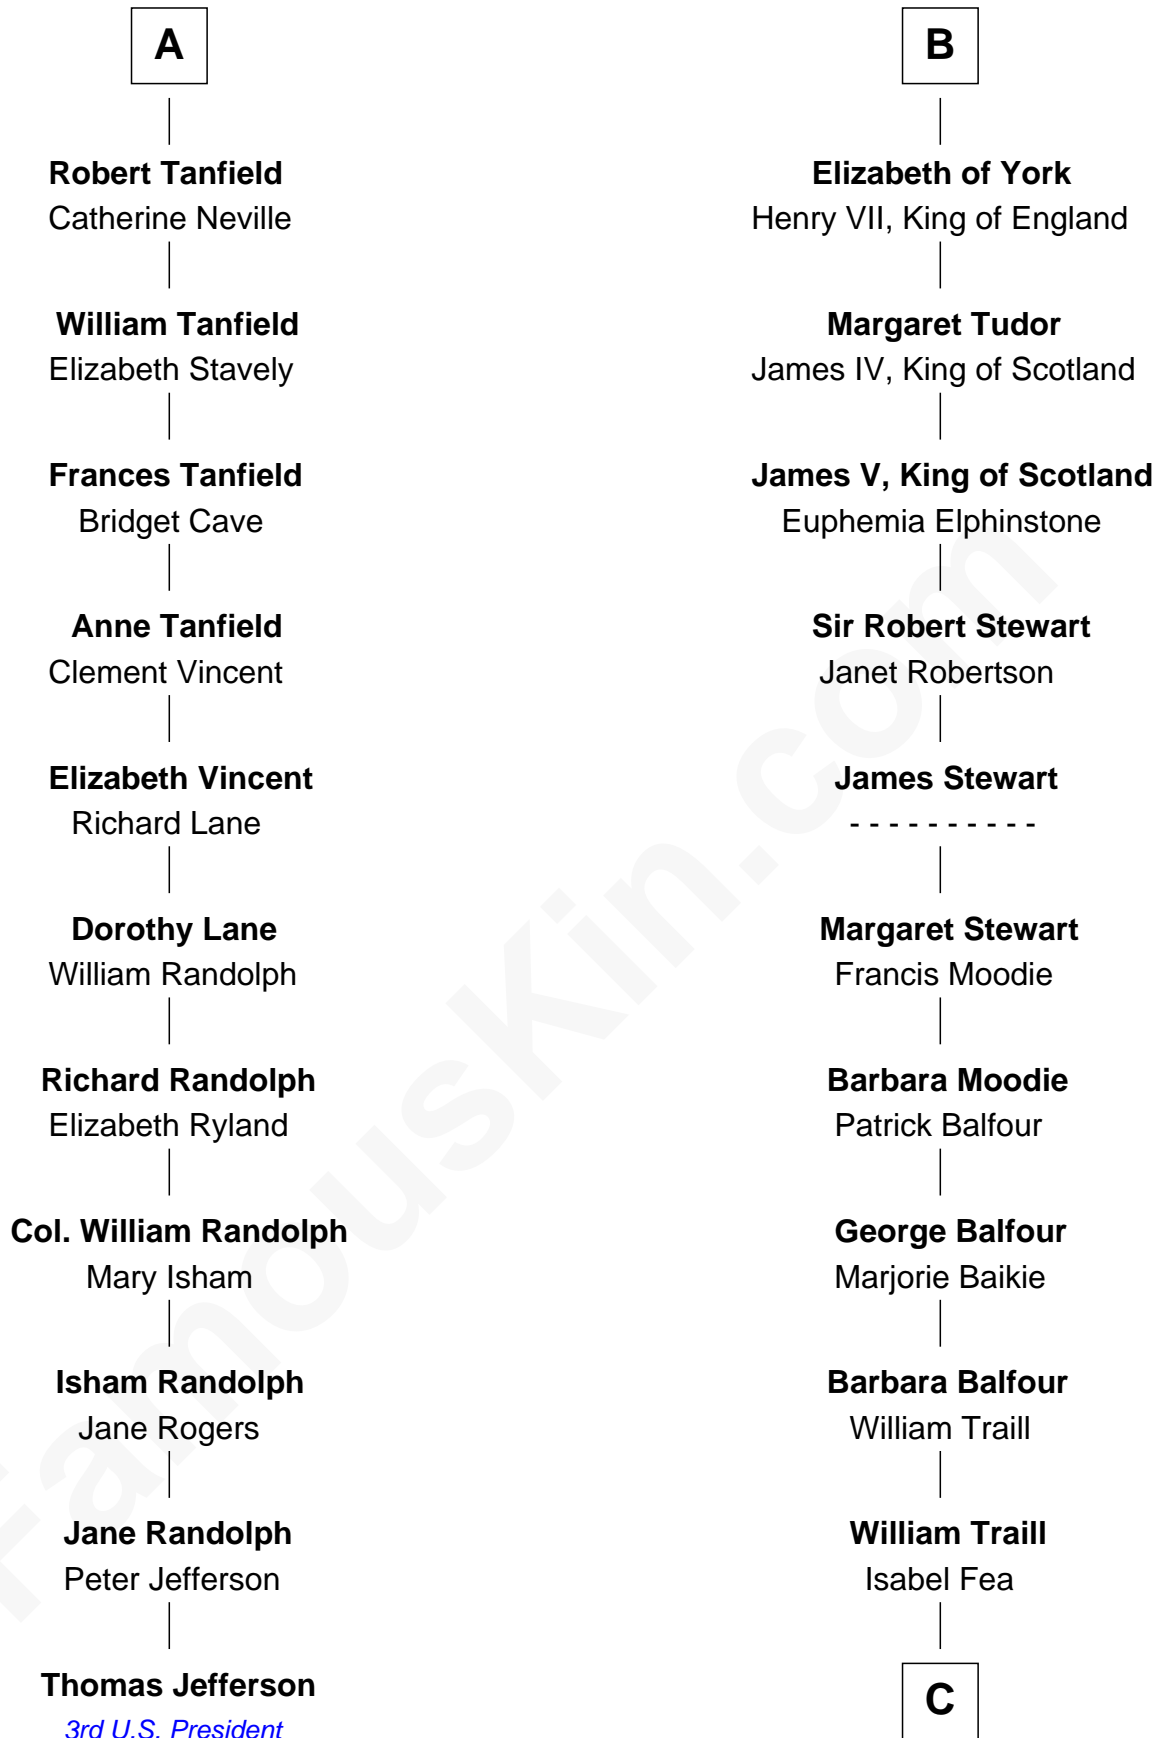 A
Robert Tanfield
Catherine Neville
William Tanfield
Elizabeth Stavely
Frances Tanfield
Bridget Cave
Anne Tanfield
Clement Vincent
Elizabeth Vincent
Richard Lane
Dorothy Lane
William Randolph
Richard Randolph
Elizabeth Ryland
Col. William Randolph
Mary Isham
Isham Randolph
Jane Rogers
Jane Randolph
Peter Jefferson
Thomas Jefferson
3rd U.S. President
B
Elizabeth of York
Henry VII, King of England
Margaret Tudor
James IV, King of Scotland
James V, King of Scotland
Euphemia Elphinstone
Sir Robert Stewart
Janet Robertson
James Stewart
- - - - - - - - - -
Margaret Stewart
Francis Moodie
Barbara Moodie
Patrick Balfour
George Balfour
Marjorie Baikie
Barbara Balfour
William Traill
William Traill
Isabel Fea
C
FamousKin.com